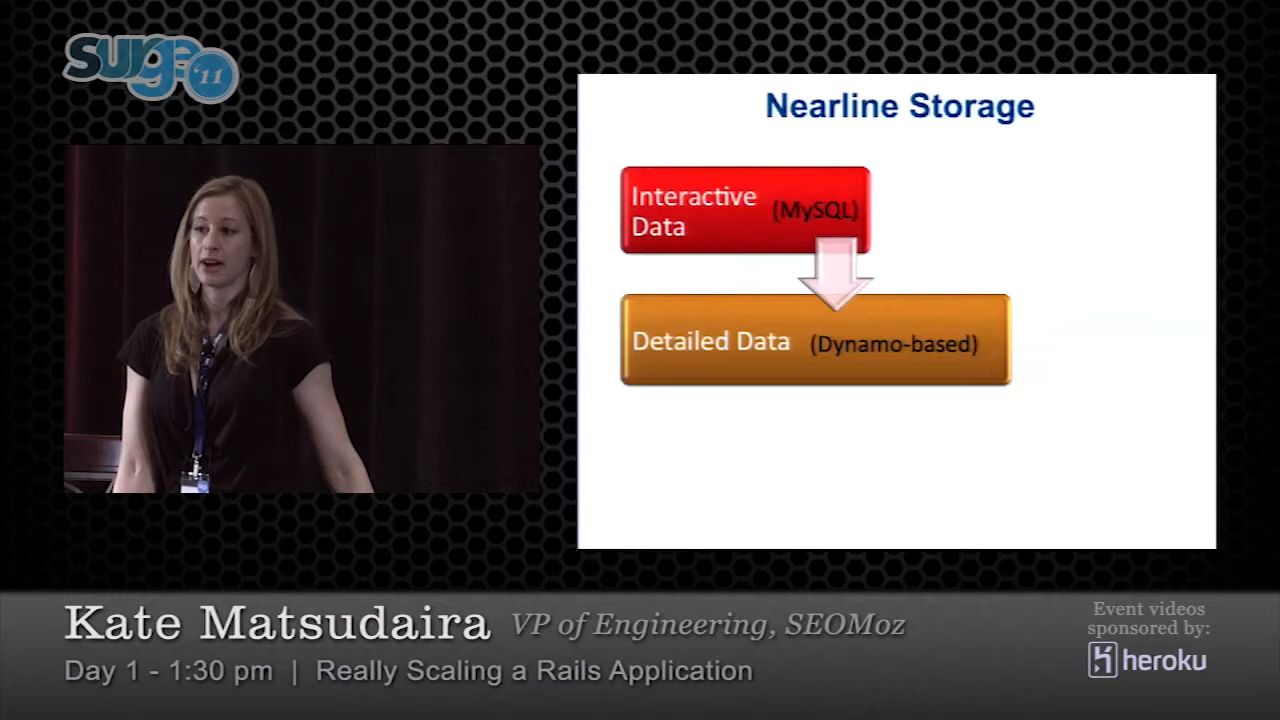 surge '11
Nearline Storage
Interactive
Data
(MySQL)
Detailed Data (Dynamo-based)
Kate Matsudaira VP of Engineering, SEOMoz
Day 1 - 1:30 pm | Really Scaling a Rails Application
Event videos
sponsored by:
heroku